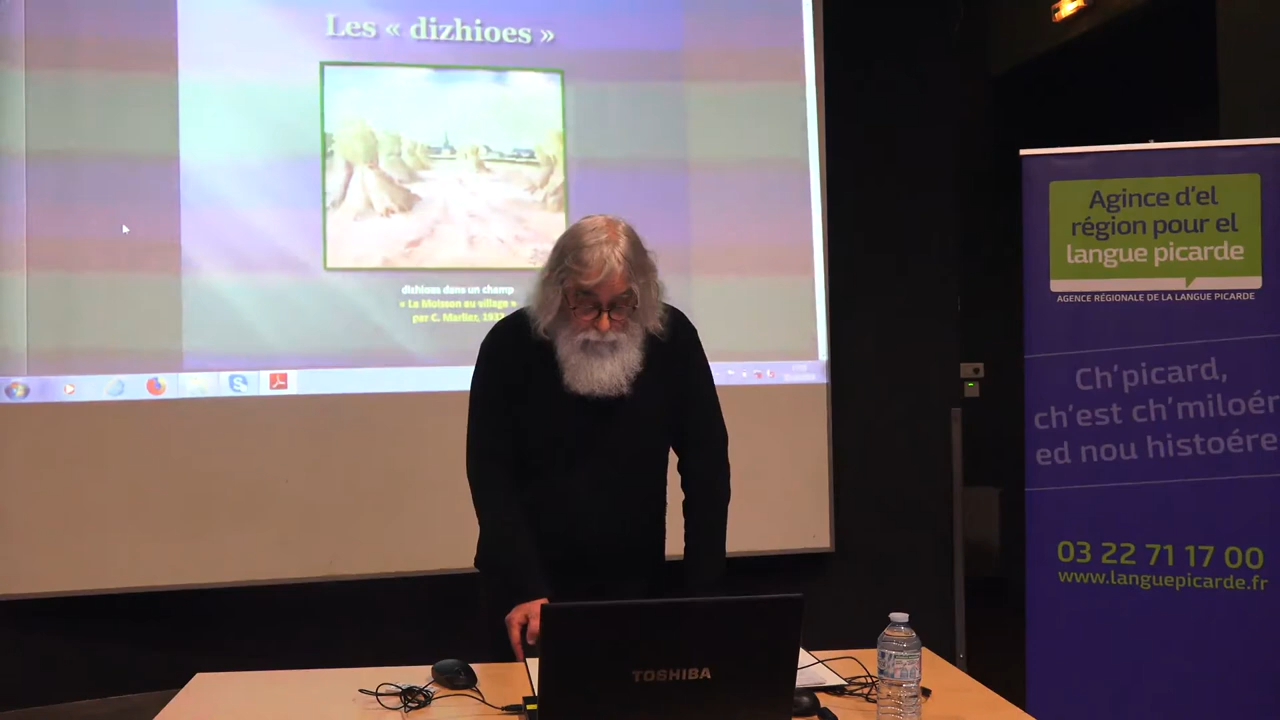 Les « dizhioes »
dizhioes dans un champ
« La Moisson au village »
par C. Marlier, 193
Agince d'el
région pour el
langue picarde
AGENCE RÉGIONALE DE LA LANGUE PICARDE
Ch'picard,
ch'est ch'miloér
ed nou histoére
03 22 71 17 00
www.languepicarde.fr
TOSHIBA